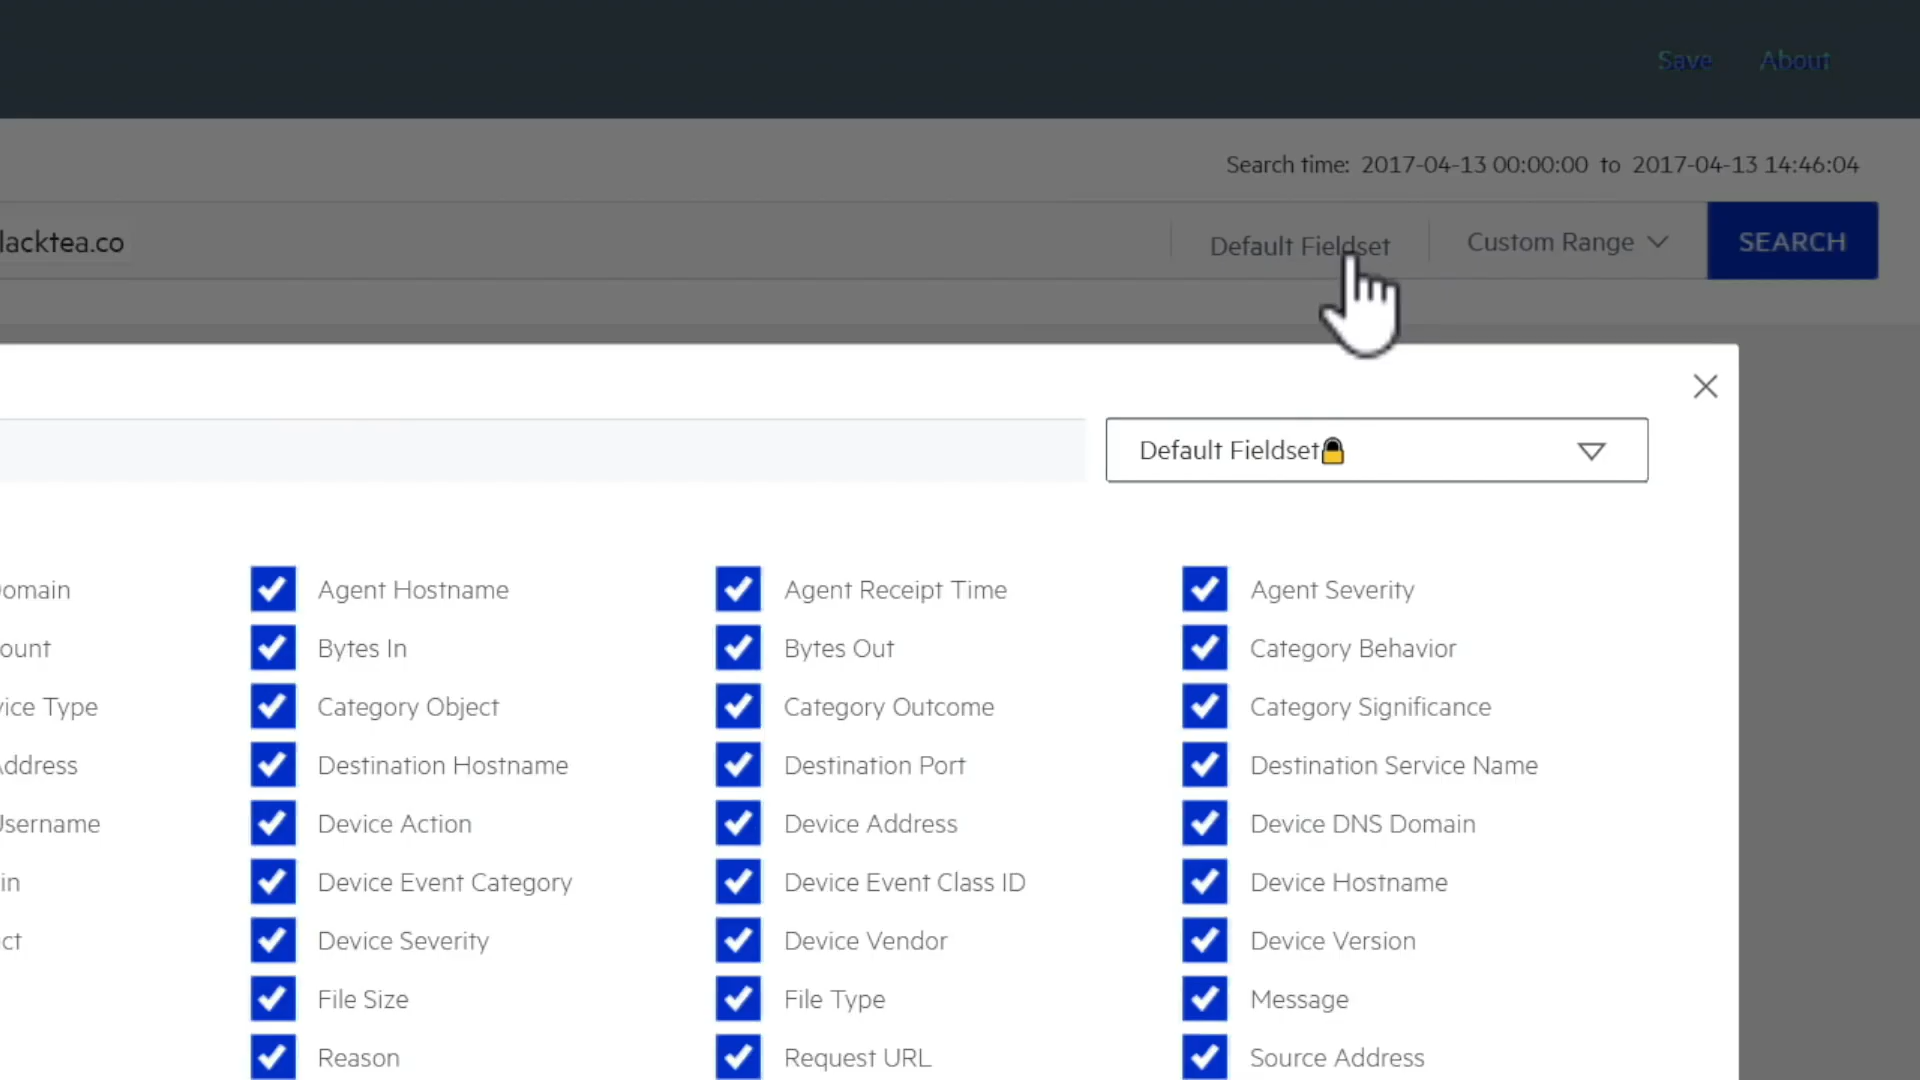 Save About
Search time: 2017-04-13 00:00:00 to 2017-04-13 14:46:04
lacktea.co Default Fieldset Custom Range SEARCH
Default Fieldset
omain Agent Hostname Agent Receipt Time Agent Severity
ount Bytes In Bytes Out Category Behavior
vice Type Category Object Category Outcome Category Significance
Address Destination Hostname Destination Port Destination Service Name
Username Device Action Device Address Device DNS Domain
in Device Event Category Device Event Class ID Device Hostname
ct Device Severity Device Vendor Device Version
File Size File Type Message
Reason Request URL Source Address